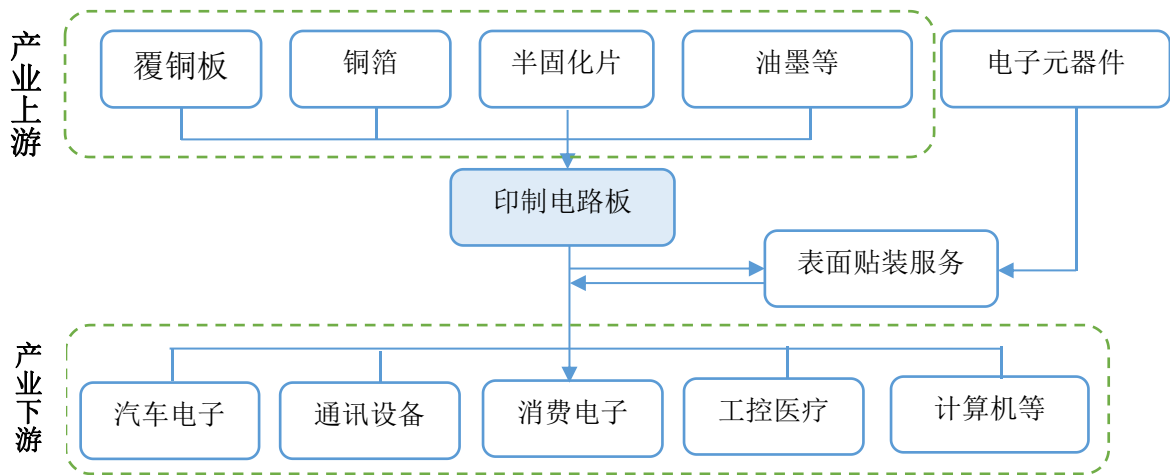 产业上游
覆铜板
铜箔
半固化片
油墨等
电子元器件
印制电路板
表面贴装服务
产业下游
汽车电子
通讯设备
消费电子
工控医疗
计算机等